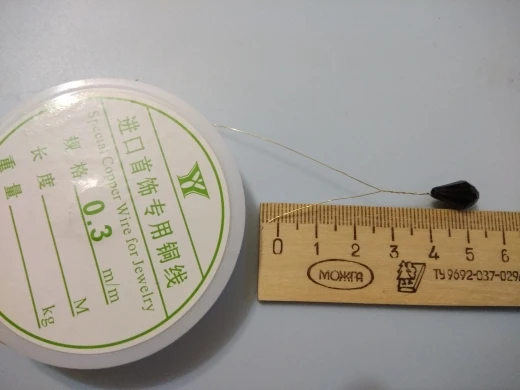 进口首饰专用铜线
Special Copper Wire for Jewelry
规格 0.3 m/m
长度 M
重量 kg
0 1 2 3 4 5 6
МОЖГА
ТУ 9692-037-029